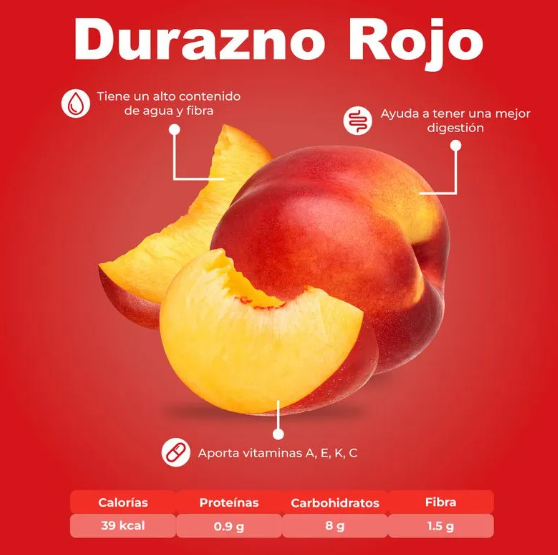 Durazno Rojo
Tiene un alto contenido
de agua y fibra
Ayuda a tener una mejor
digestión
Aporta vitaminas A, E, K, C
Calorías Proteínas Carbohidratos Fibra
39 kcal 0.9 g 8 g 1.5 g